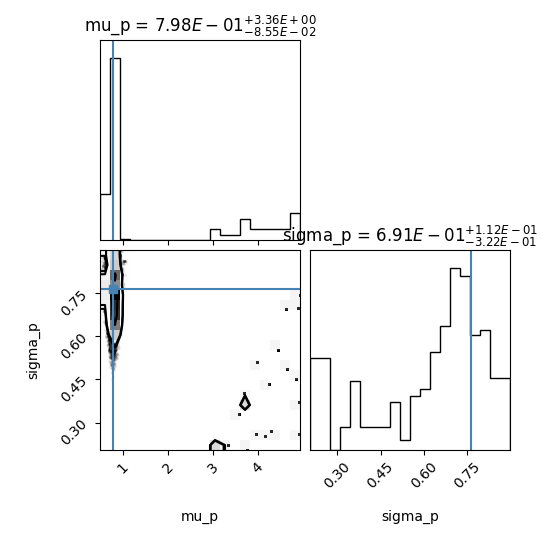 mu_p = 7.98E − 01+3.36E + 00−8.55E − 02
sigma_p = 6.91E − 01+1.12E − 01−3.22E − 01
sigma_p
0.75
0.60
0.45
0.30
1 2 3 4
0.30 0.45 0.60 0.75
mu_p
sigma_p